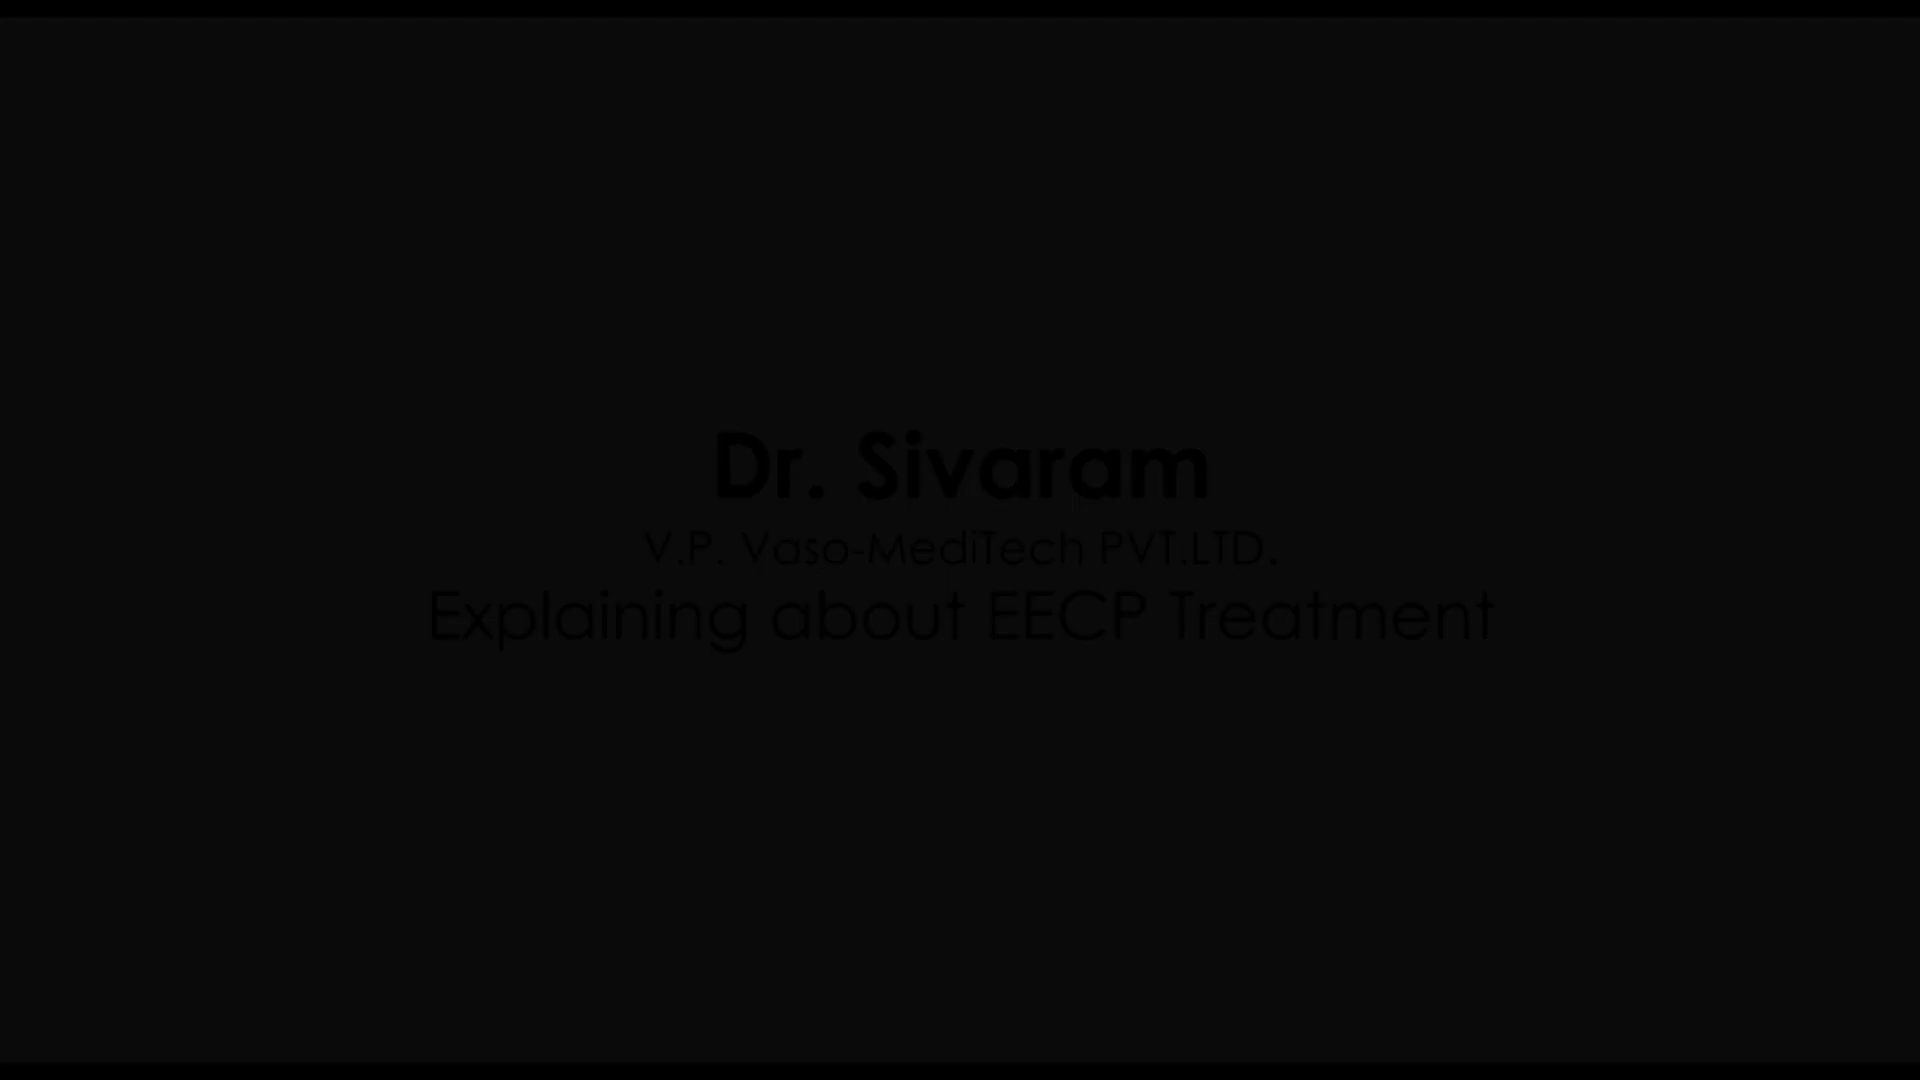 Dr. Sivaram
V.P. Vaso-MediTech PVT.LTD.
Explaining about EECP Treatment